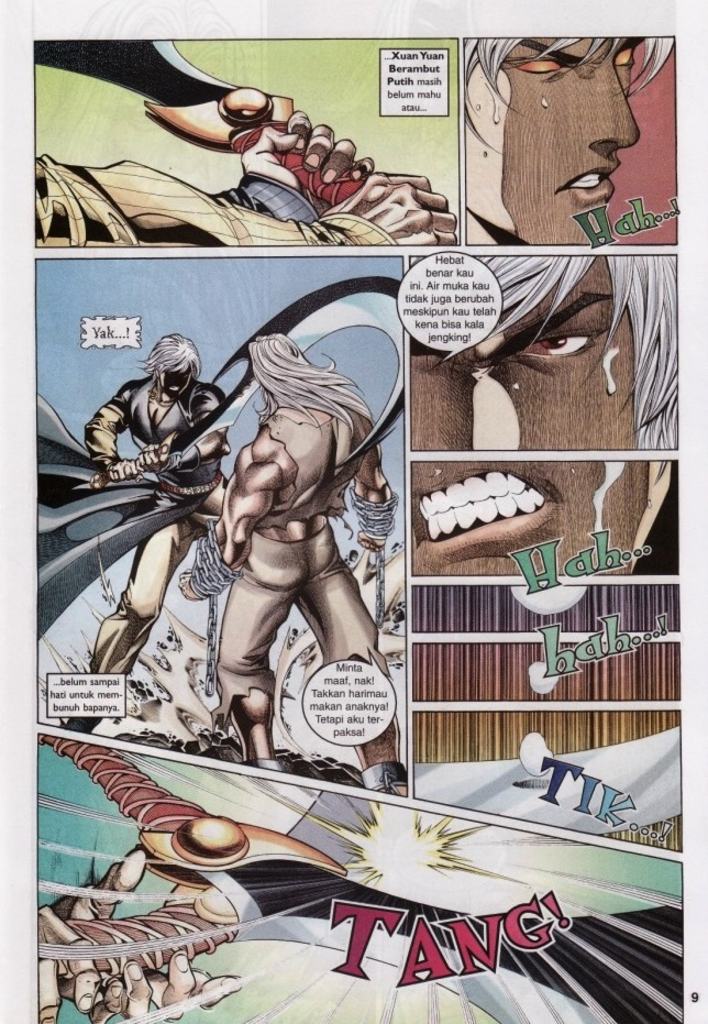 ...Xuan Yuan
Berambut
Putih masih
belum mahu
atau...
Hah...!
Yak...!
Hebat
benar kau
ini. Air muka kau
tidak juga berubah
meskipun kau telah
kena bisa kala
jengking!
Hah...
hah...!
...belum sampai
hati untuk mem-
bunuh bapanya.
Minta
maaf, nak!
Takkan harimau
makan anaknya!
Tetapi aku ter-
paksa!
TIK...!
TANG!
9